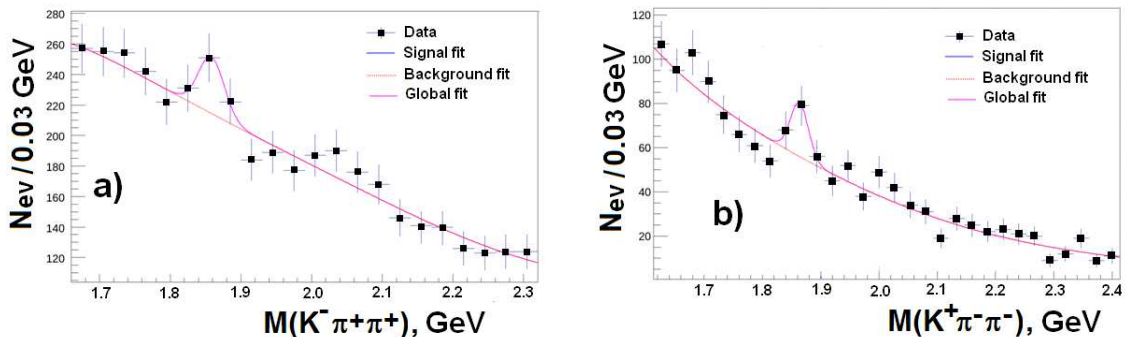 280
260
240
220
200
180
160
140
120
1.7 1.8 1.9 2.0 2.1 2.2 2.3
Nev / 0.03 GeV
M(K⁻π+π+), GeV
a)
Data
Signal fit
Background fit
Global fit
120
100
80
60
40
20
1.7 1.8 1.9 2.0 2.1 2.2 2.3 2.4
Nev / 0.03 GeV
M(K⁺π-π-), GeV
b)
Data
Signal fit
Background fit
Global fit